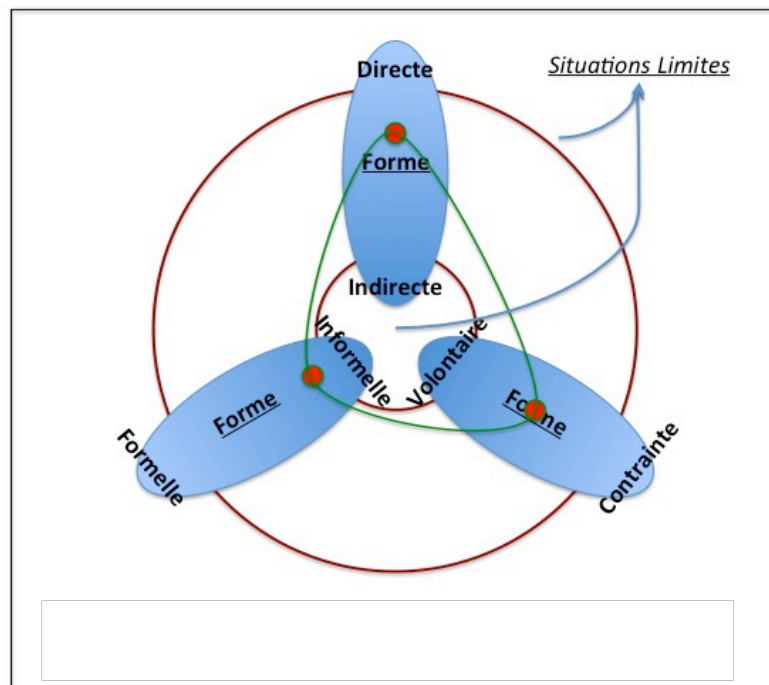 Directe
Situations Limites
Forme
Indirecte
Informelle
Volontaire
Forme
Forme
Formelle
Contrainte